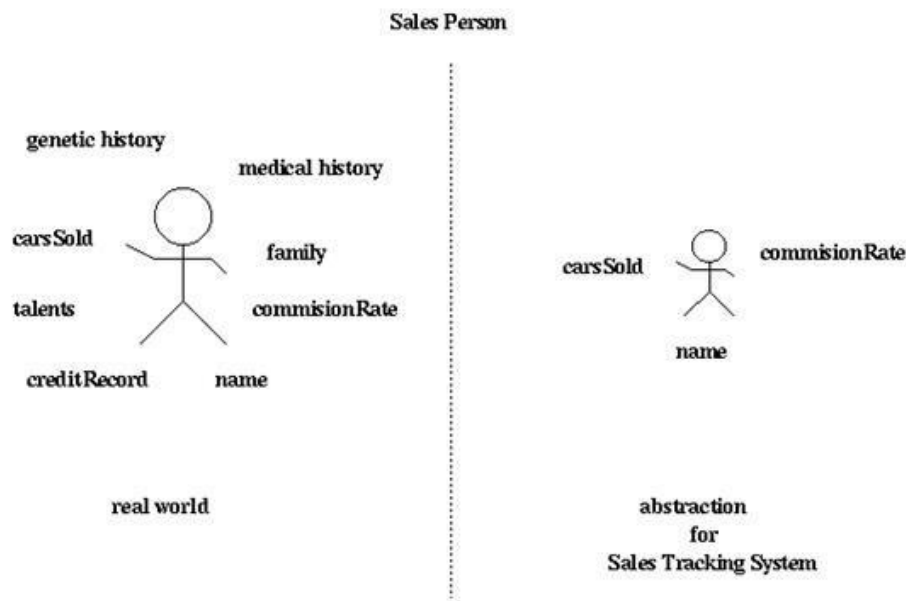 Sales Person
genetic history
medical history
carsSold
family
talents
commisionRate
creditRecord
name
real world
carsSold
commisionRate
name
abstraction
for
Sales Tracking System